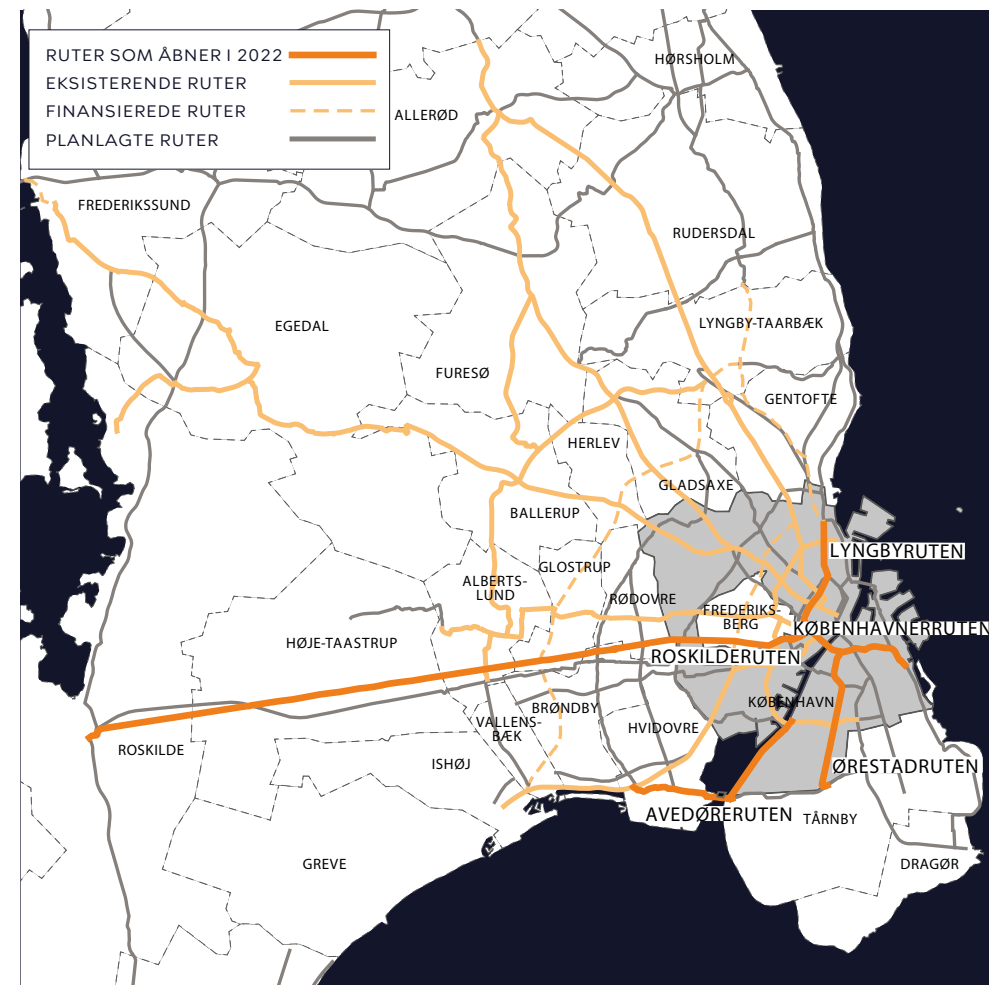 RUTER SOM ÅBNER I 2022
EKSISTERENDE RUTER
FINANSIEREDE RUTER
PLANLAGTE RUTER
HØRSHOLM
ALLERØD
FREDERIKSSUND
RUDERSDAL
EGEDAL
LYNGBY-TAARBÆK
FURESØ
GENTOFTE
HERLEV
GLADSAXE
BALLERUP
LYNGBYRUTEN
GLOSTRUP
ALBERTS-
LUND
RØDOVRE
FREDERIKS-
BERG
KØBENHAVNERRUTEN
HØJE-TAASTRUP
ROSKILDERUTEN
KØBENHAVN
BRØNDBY
VALLENS-
BÆK
HVIDOVRE
ROSKILDE
ISHØJ
ØRESTADRUTEN
AVEDØRERUTEN
TÅRNBY
GREVE
DRAGØR